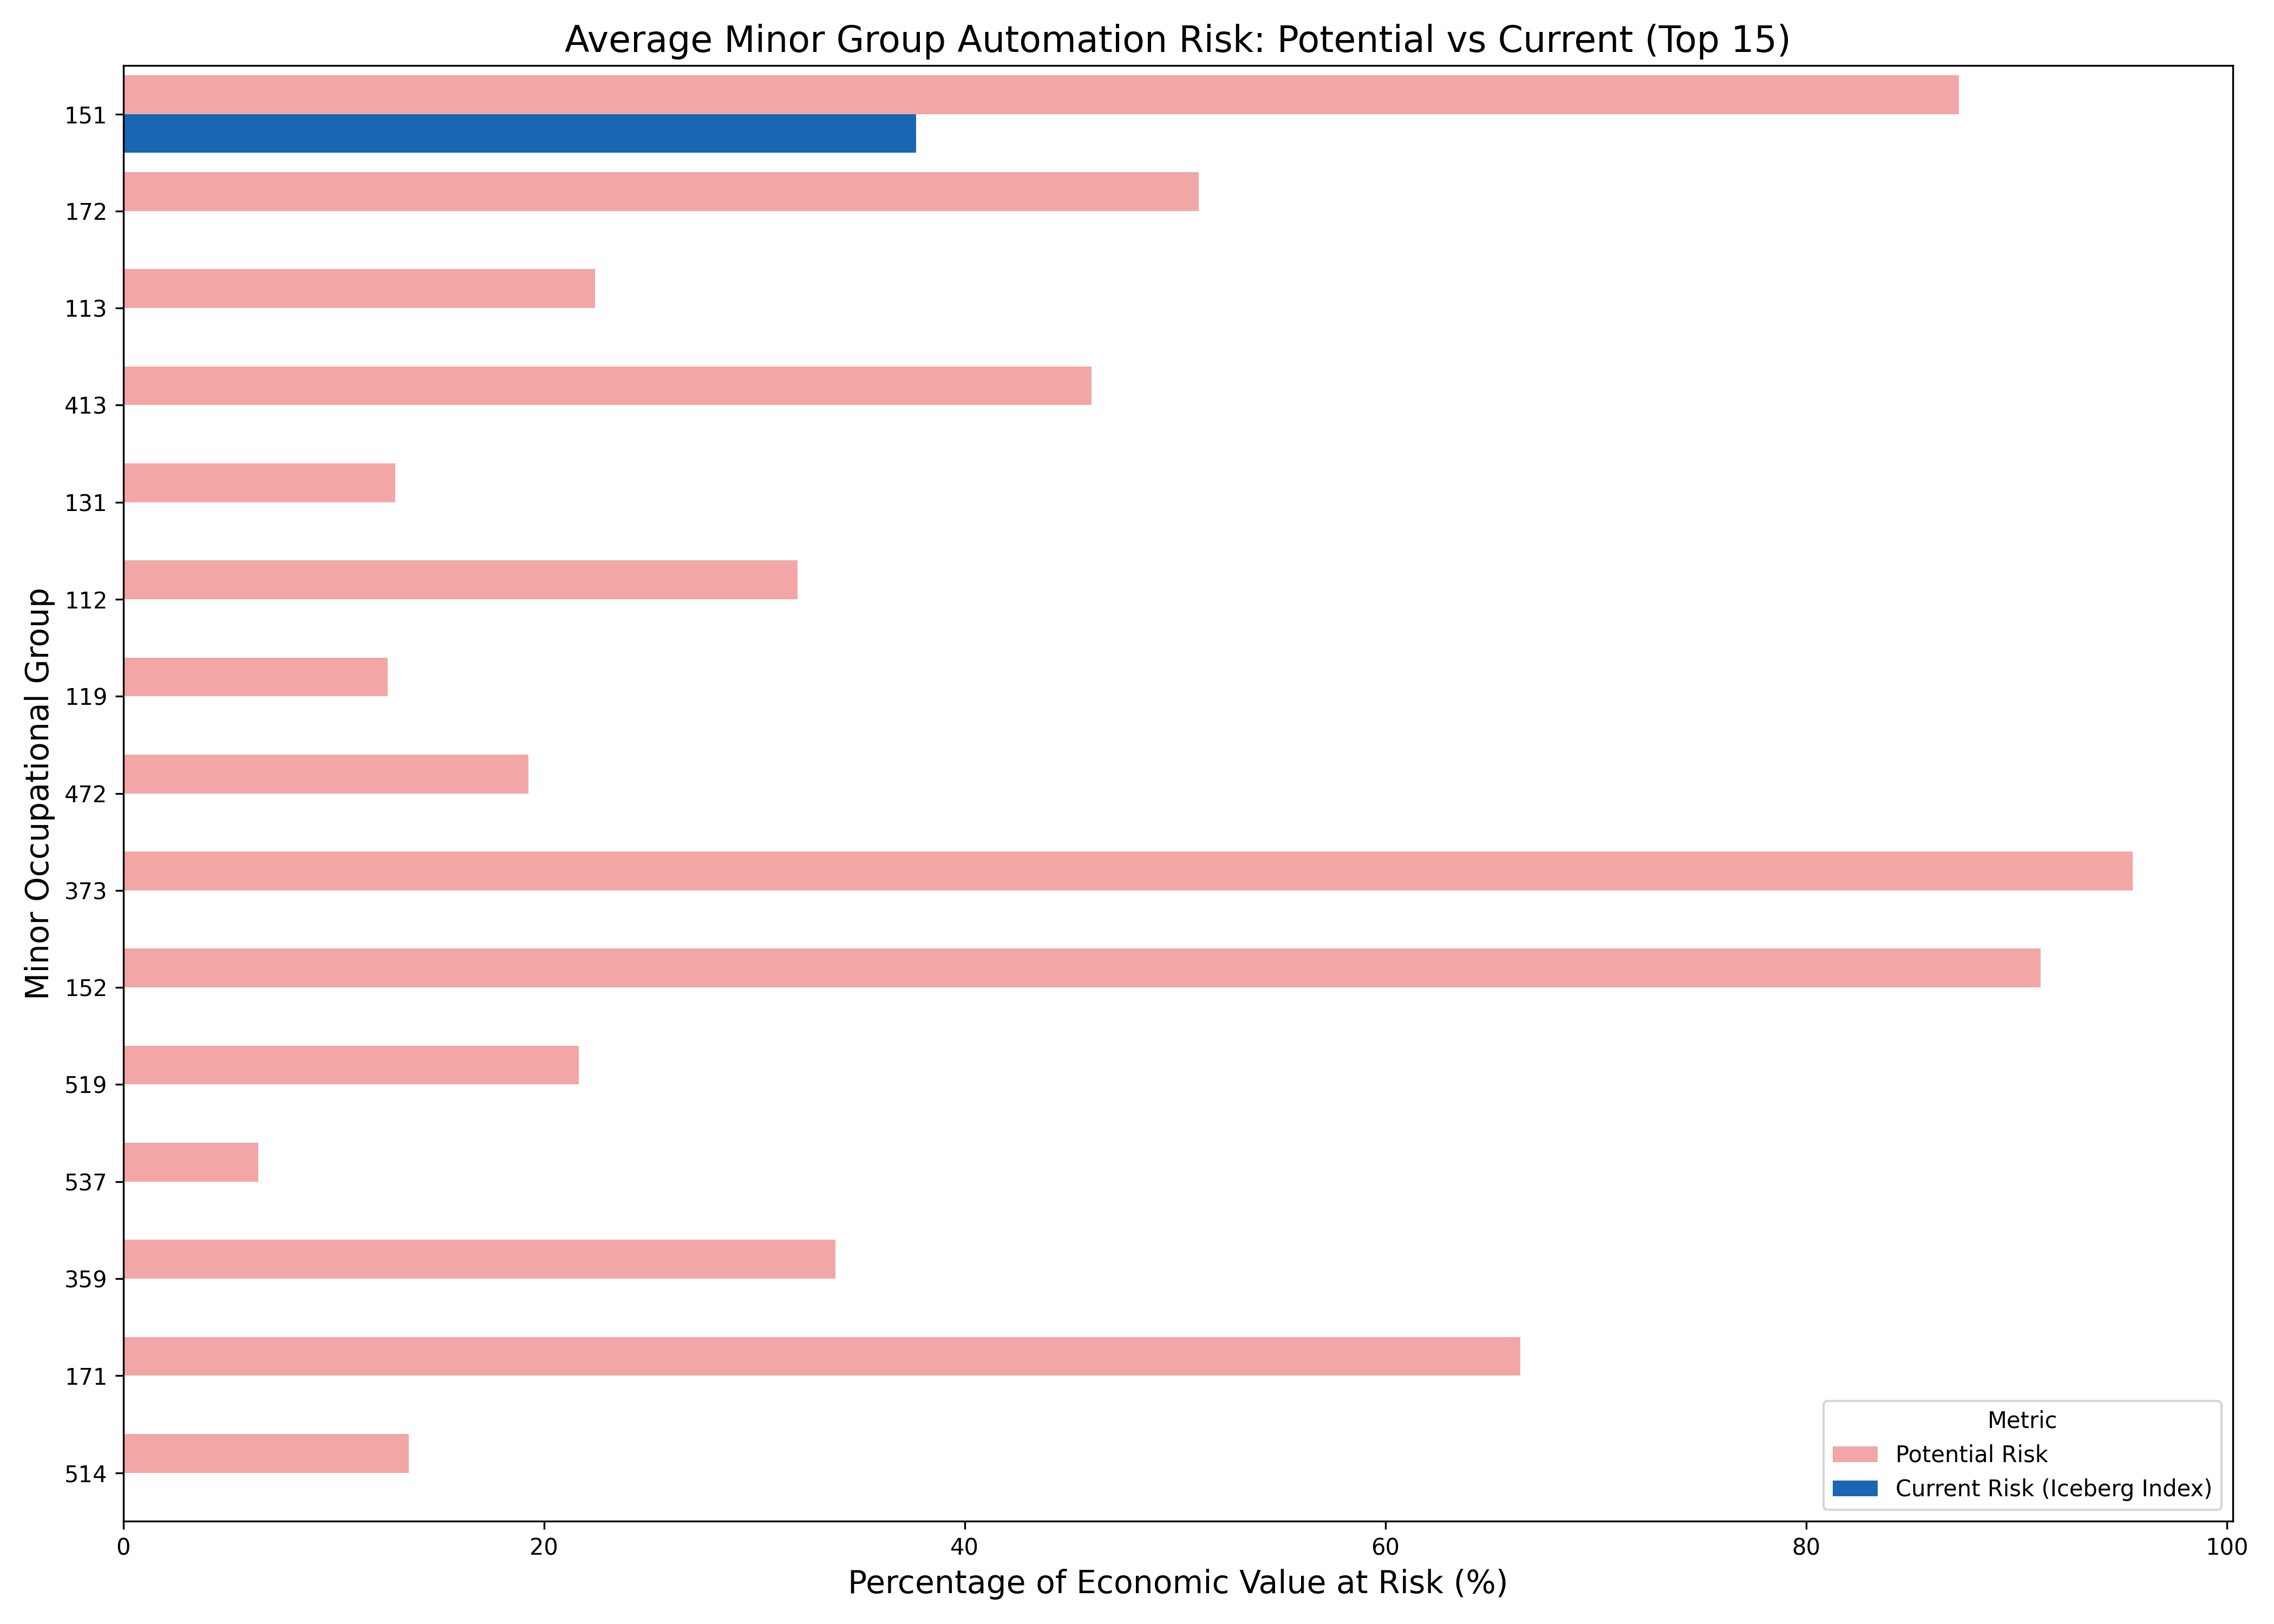 Average Minor Group Automation Risk: Potential vs Current (Top 15)
Minor Occupational Group
151
172
113
413
131
112
119
472
373
152
519
537
359
171
514
Metric
Potential Risk
Current Risk (Iceberg Index)
0 20 40 60 80 100
Percentage of Economic Value at Risk (%)